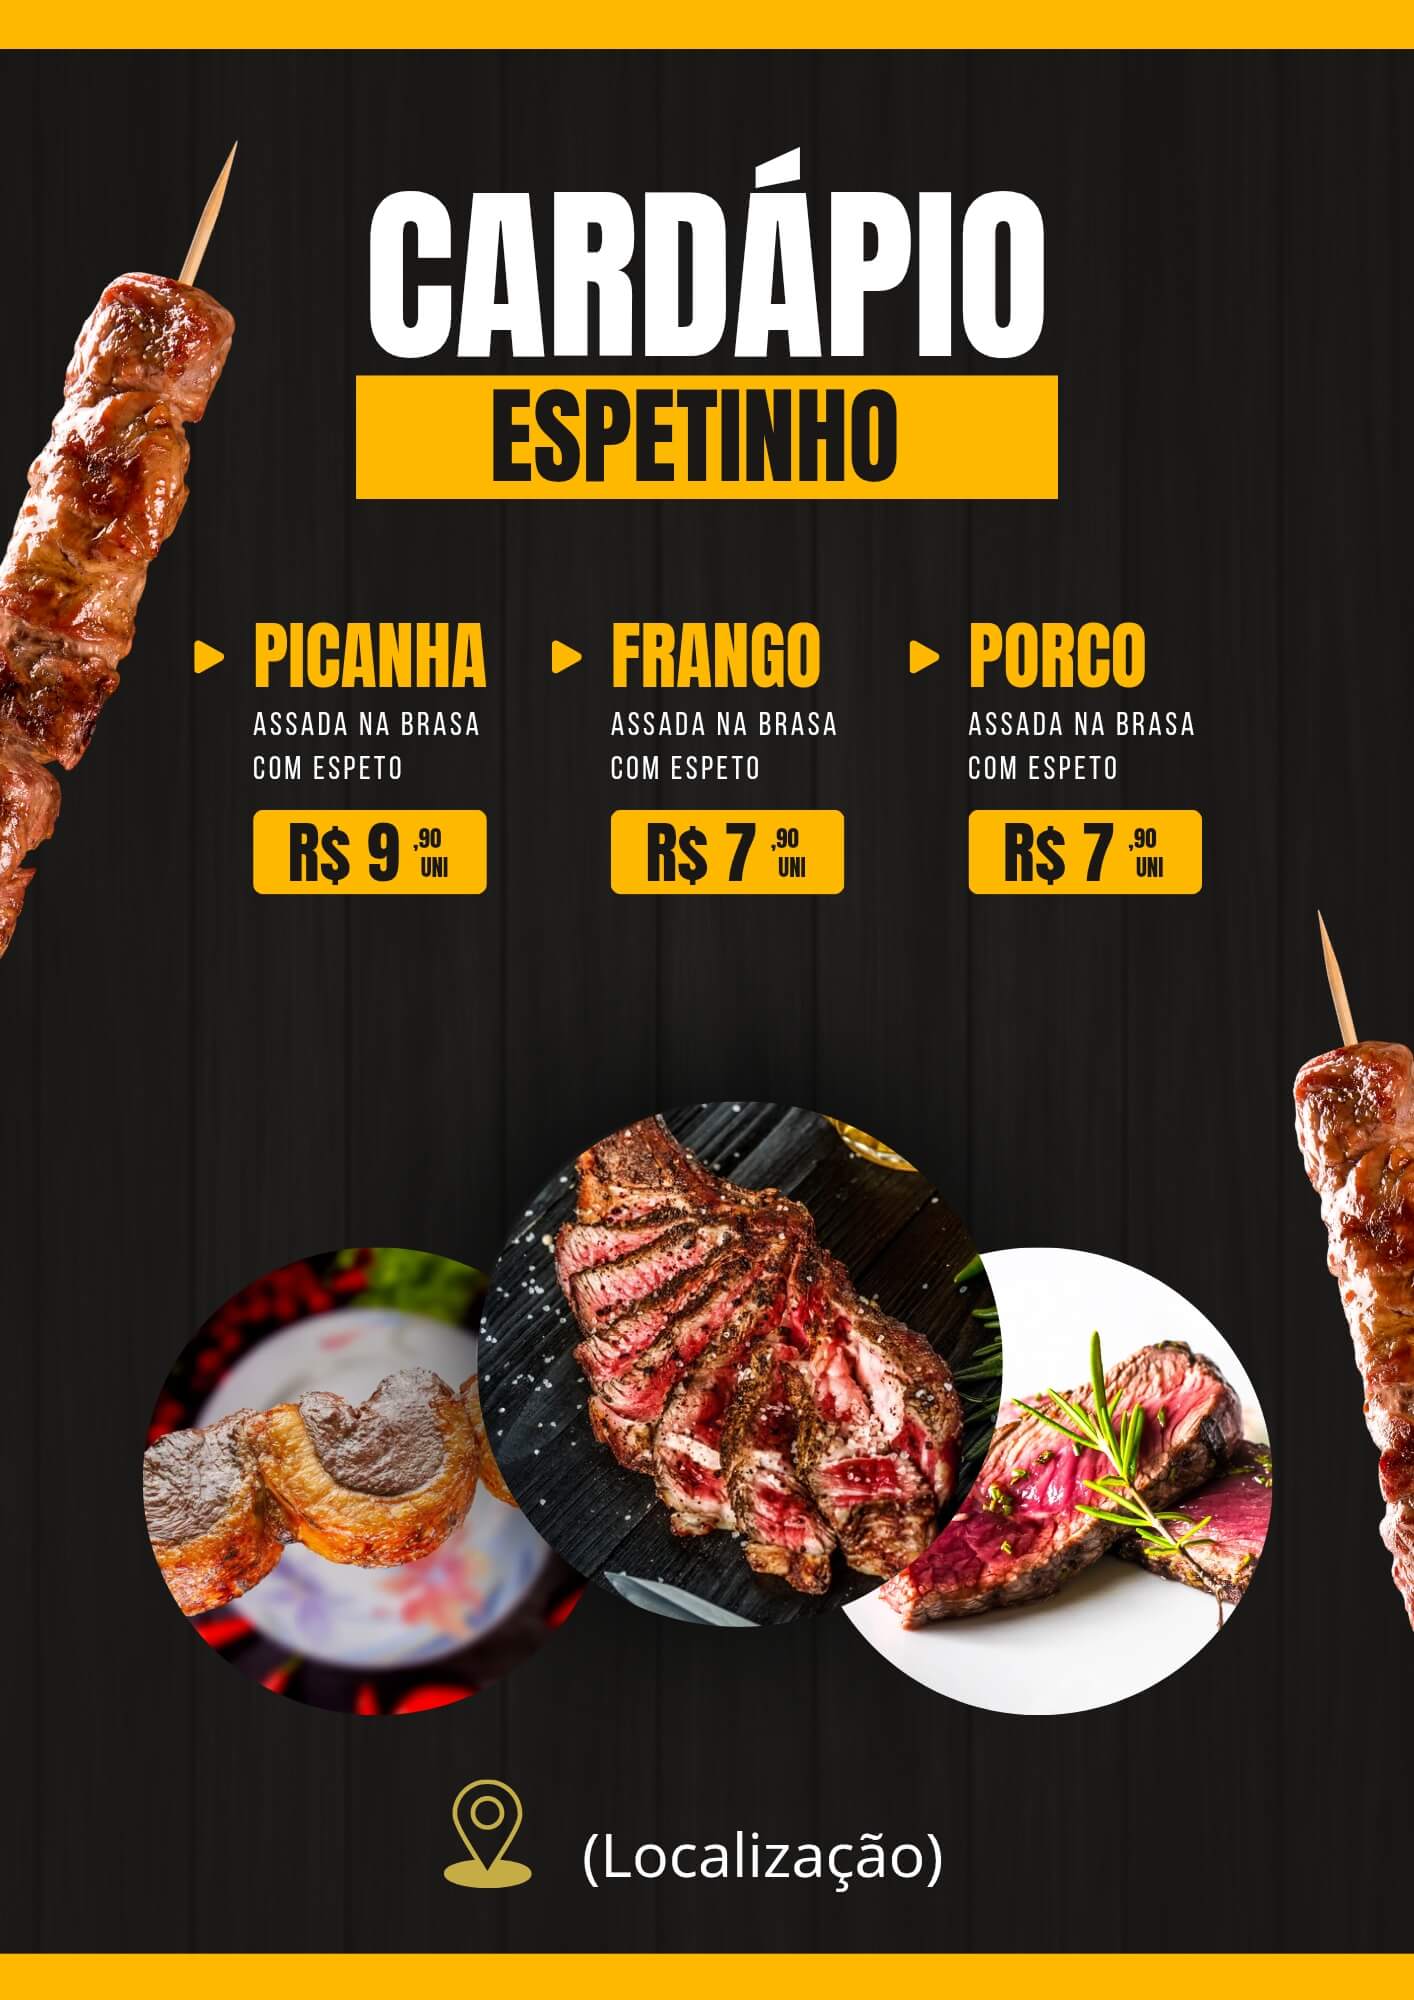 CARDÁPIO
ESPETINHO
PICANHA
ASSADA NA BRASA
COM ESPETO
R$ 9 ,90
UNI
FRANGO
ASSADA NA BRASA
COM ESPETO
R$ 7 ,90
UNI
PORCO
ASSADA NA BRASA
COM ESPETO
R$ 7 ,90
UNI
(Localização)